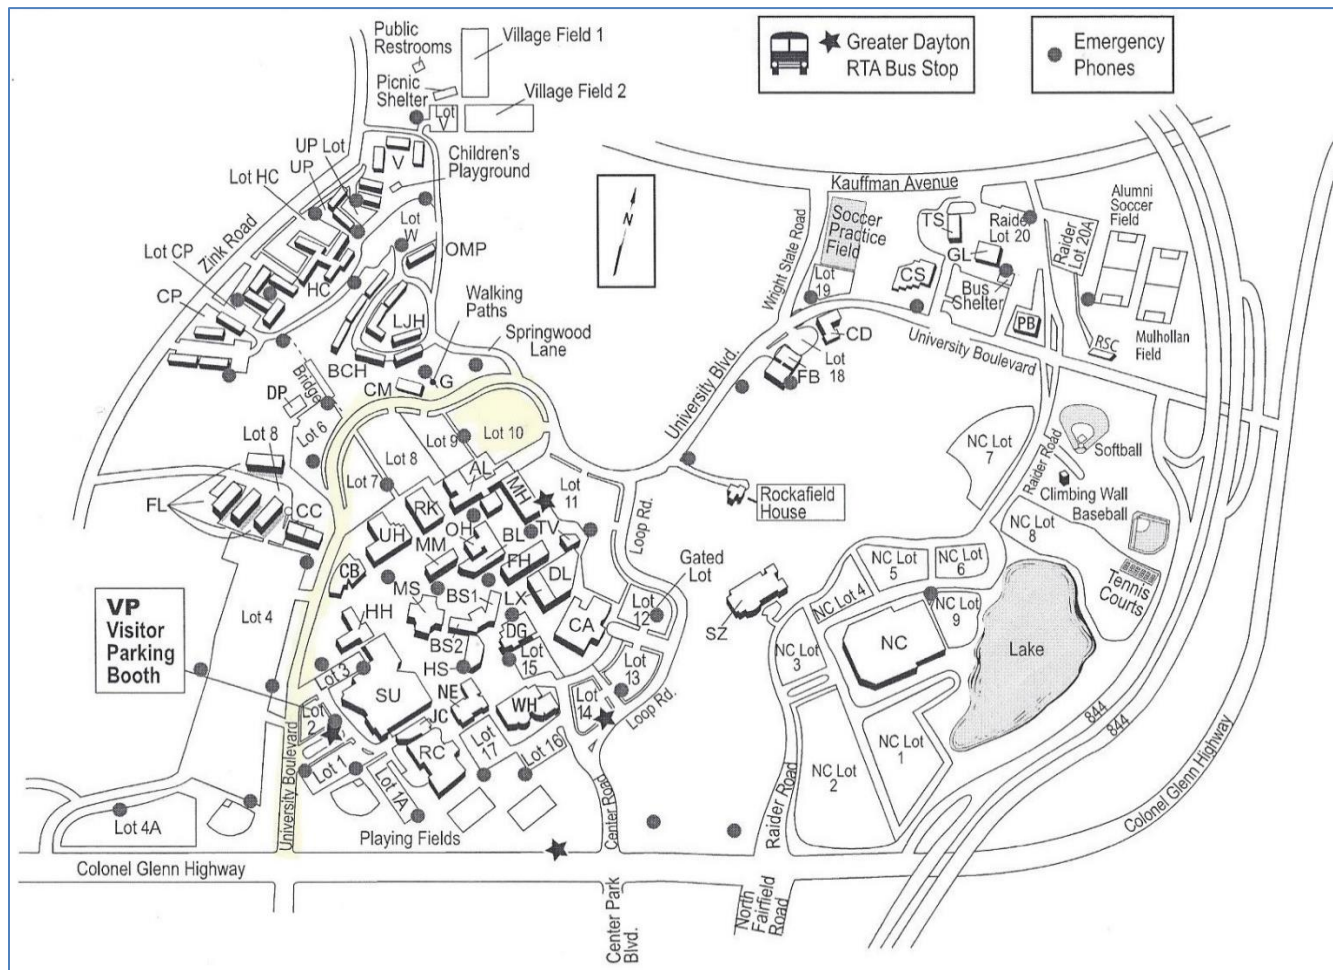 Public
Restrooms
Village Field 1
Picnic
Shelter
Village Field 2
Lot
V
Greater Dayton
RTA Bus Stop
Emergency
Phones
UP Lot
UP
V
Children's
Playground
Lot HC
Lot
W
OMP
Zink Road
Lot CP
CP
HC
LJH
Walking
Paths
Springwood
Lane
BCH
G
CM
Bridge
DP
N
Kauffman Avenue
Wright State Road
Soccer
Practice
Field
Lot
19
TS
Raider
Lot 20
GL
CS
Bus
Shelter
Raider
Lot 20A
Alumni
Soccer
Field
PB
RSC
Mulhollan
Field
CD
Lot
18
FB
University Blvd.
University Boulevard
Lot 6
Lot 8
Lot 7
Lot 8
Lot 9
Lot 10
Lot
11
FL
CC
AL
MH
RK
UH
OH
MM
BL
TV
FH
DL
CB
MS
BS1
LX
HH
BS2
DG
CA
HS
Lot
15
Loop Rd.
Gated
Lot
Lot
12
Lot
13
Lot
14
Loop Rd.
Rockafield
House
SZ
NC Lot
7
Raider Road
Softball
Climbing Wall
Baseball
NC Lot
8
Tennis
Courts
NC Lot
5
NC Lot
6
NC Lot 4
NC Lot
9
NC
NC Lot
3
Lake
NC Lot
1
NC Lot
2
844
844
VP
Visitor
Parking
Booth
Lot 4
Lot 3
Lot
2
SU
NE
JC
WH
RC
Lot
17
Lot 16
Lot 1
Lot 1A
Lot 4A
University Boulevard
Playing Fields
Center Road
Raider Road
Colonel Glenn Highway
Colonel Glenn Highway
Center Park
Blvd.
North
Fairfield
Road